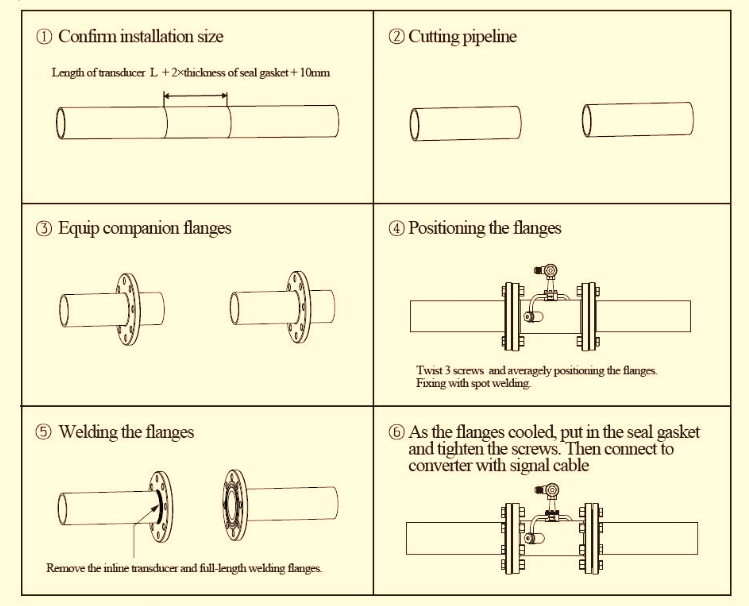 ① Confirm installation size
Length of transducer L + 2×thickness of seal gasket + 10mm
② Cutting pipeline
③ Equip companion flanges
④ Positioning the flanges
Twist 3 screws and averagely positioning the flanges.
Fixing with spot welding.
⑤ Welding the flanges
Remove the inline transducer and full-length welding flanges.
⑥ As the flanges cooled, put in the seal gasket
and tighten the screws. Then connect to
converter with signal cable